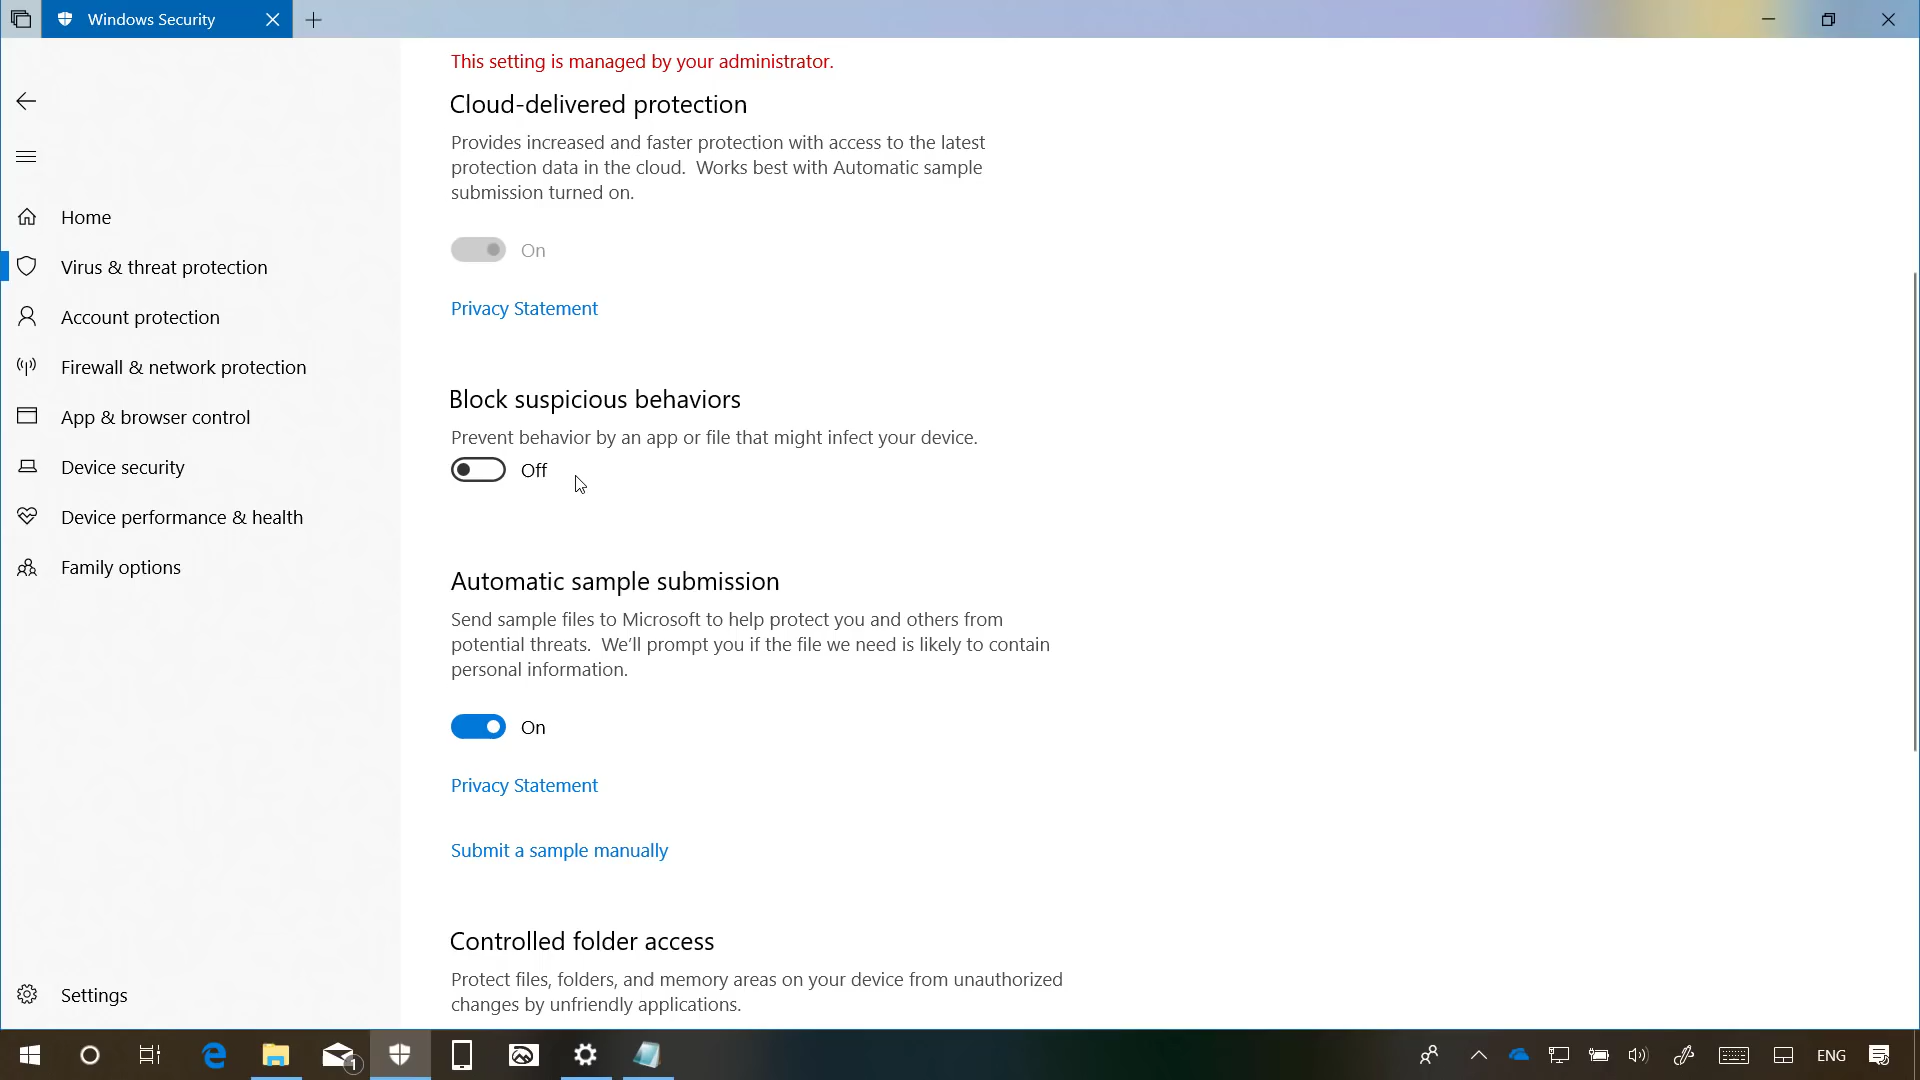 Windows Security
This setting is managed by your administrator.
Cloud-delivered protection
Provides increased and faster protection with access to the latest
protection data in the cloud.  Works best with Automatic sample
submission turned on.
On
Privacy Statement
Home
Virus & threat protection
Account protection
Firewall & network protection
App & browser control
Device security
Device performance & health
Family options
Block suspicious behaviors
Prevent behavior by an app or file that might infect your device.
Off
Automatic sample submission
Send sample files to Microsoft to help protect you and others from
potential threats.  We'll prompt you if the file we need is likely to contain
personal information.
On
Privacy Statement
Submit a sample manually
Controlled folder access
Protect files, folders, and memory areas on your device from unauthorized
changes by unfriendly applications.
Settings
1
ENG